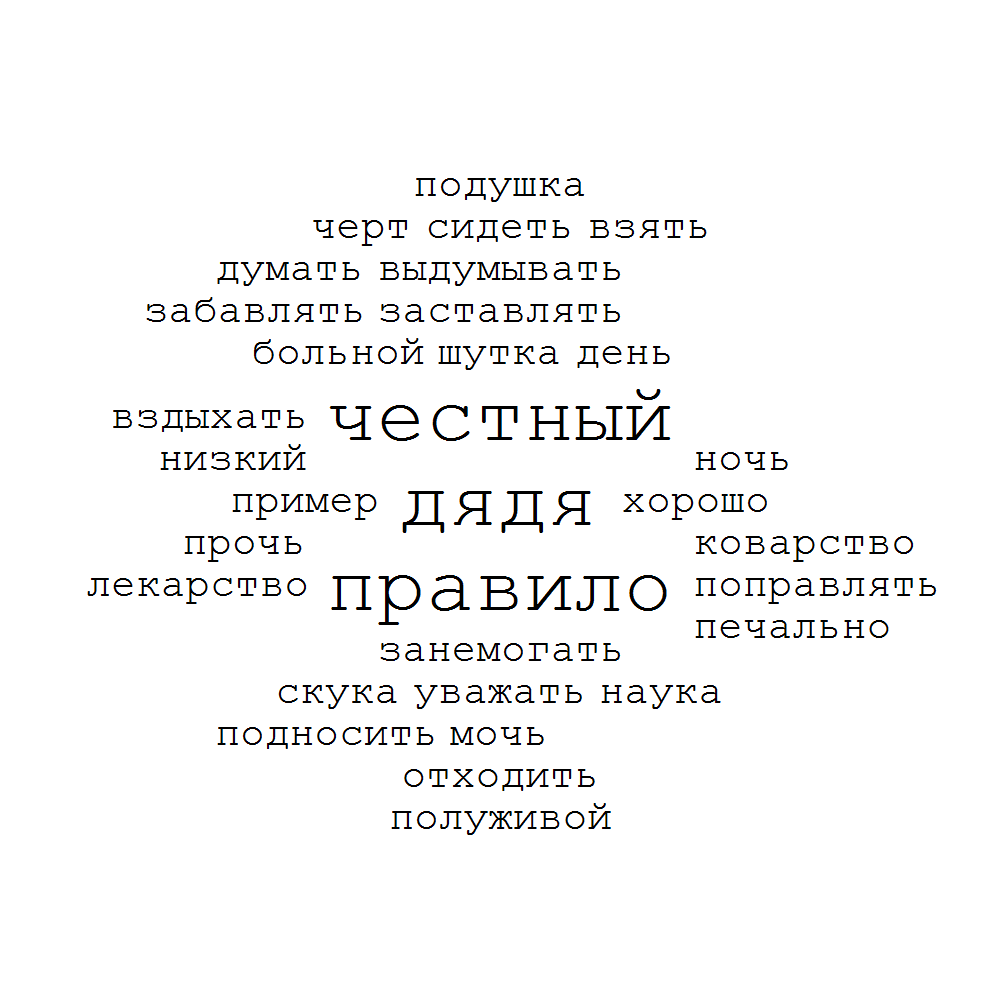 подушка
черт сидеть взять
думать выдумывать
забавлять заставлять
больной шутка день
вздыхать честный
низкий ночь
пример дядя хорошо
прочь коварство
лекарство правило поправлять
печально
занемогать
скука уважать наука
подносить мочь
отходить
полуживой